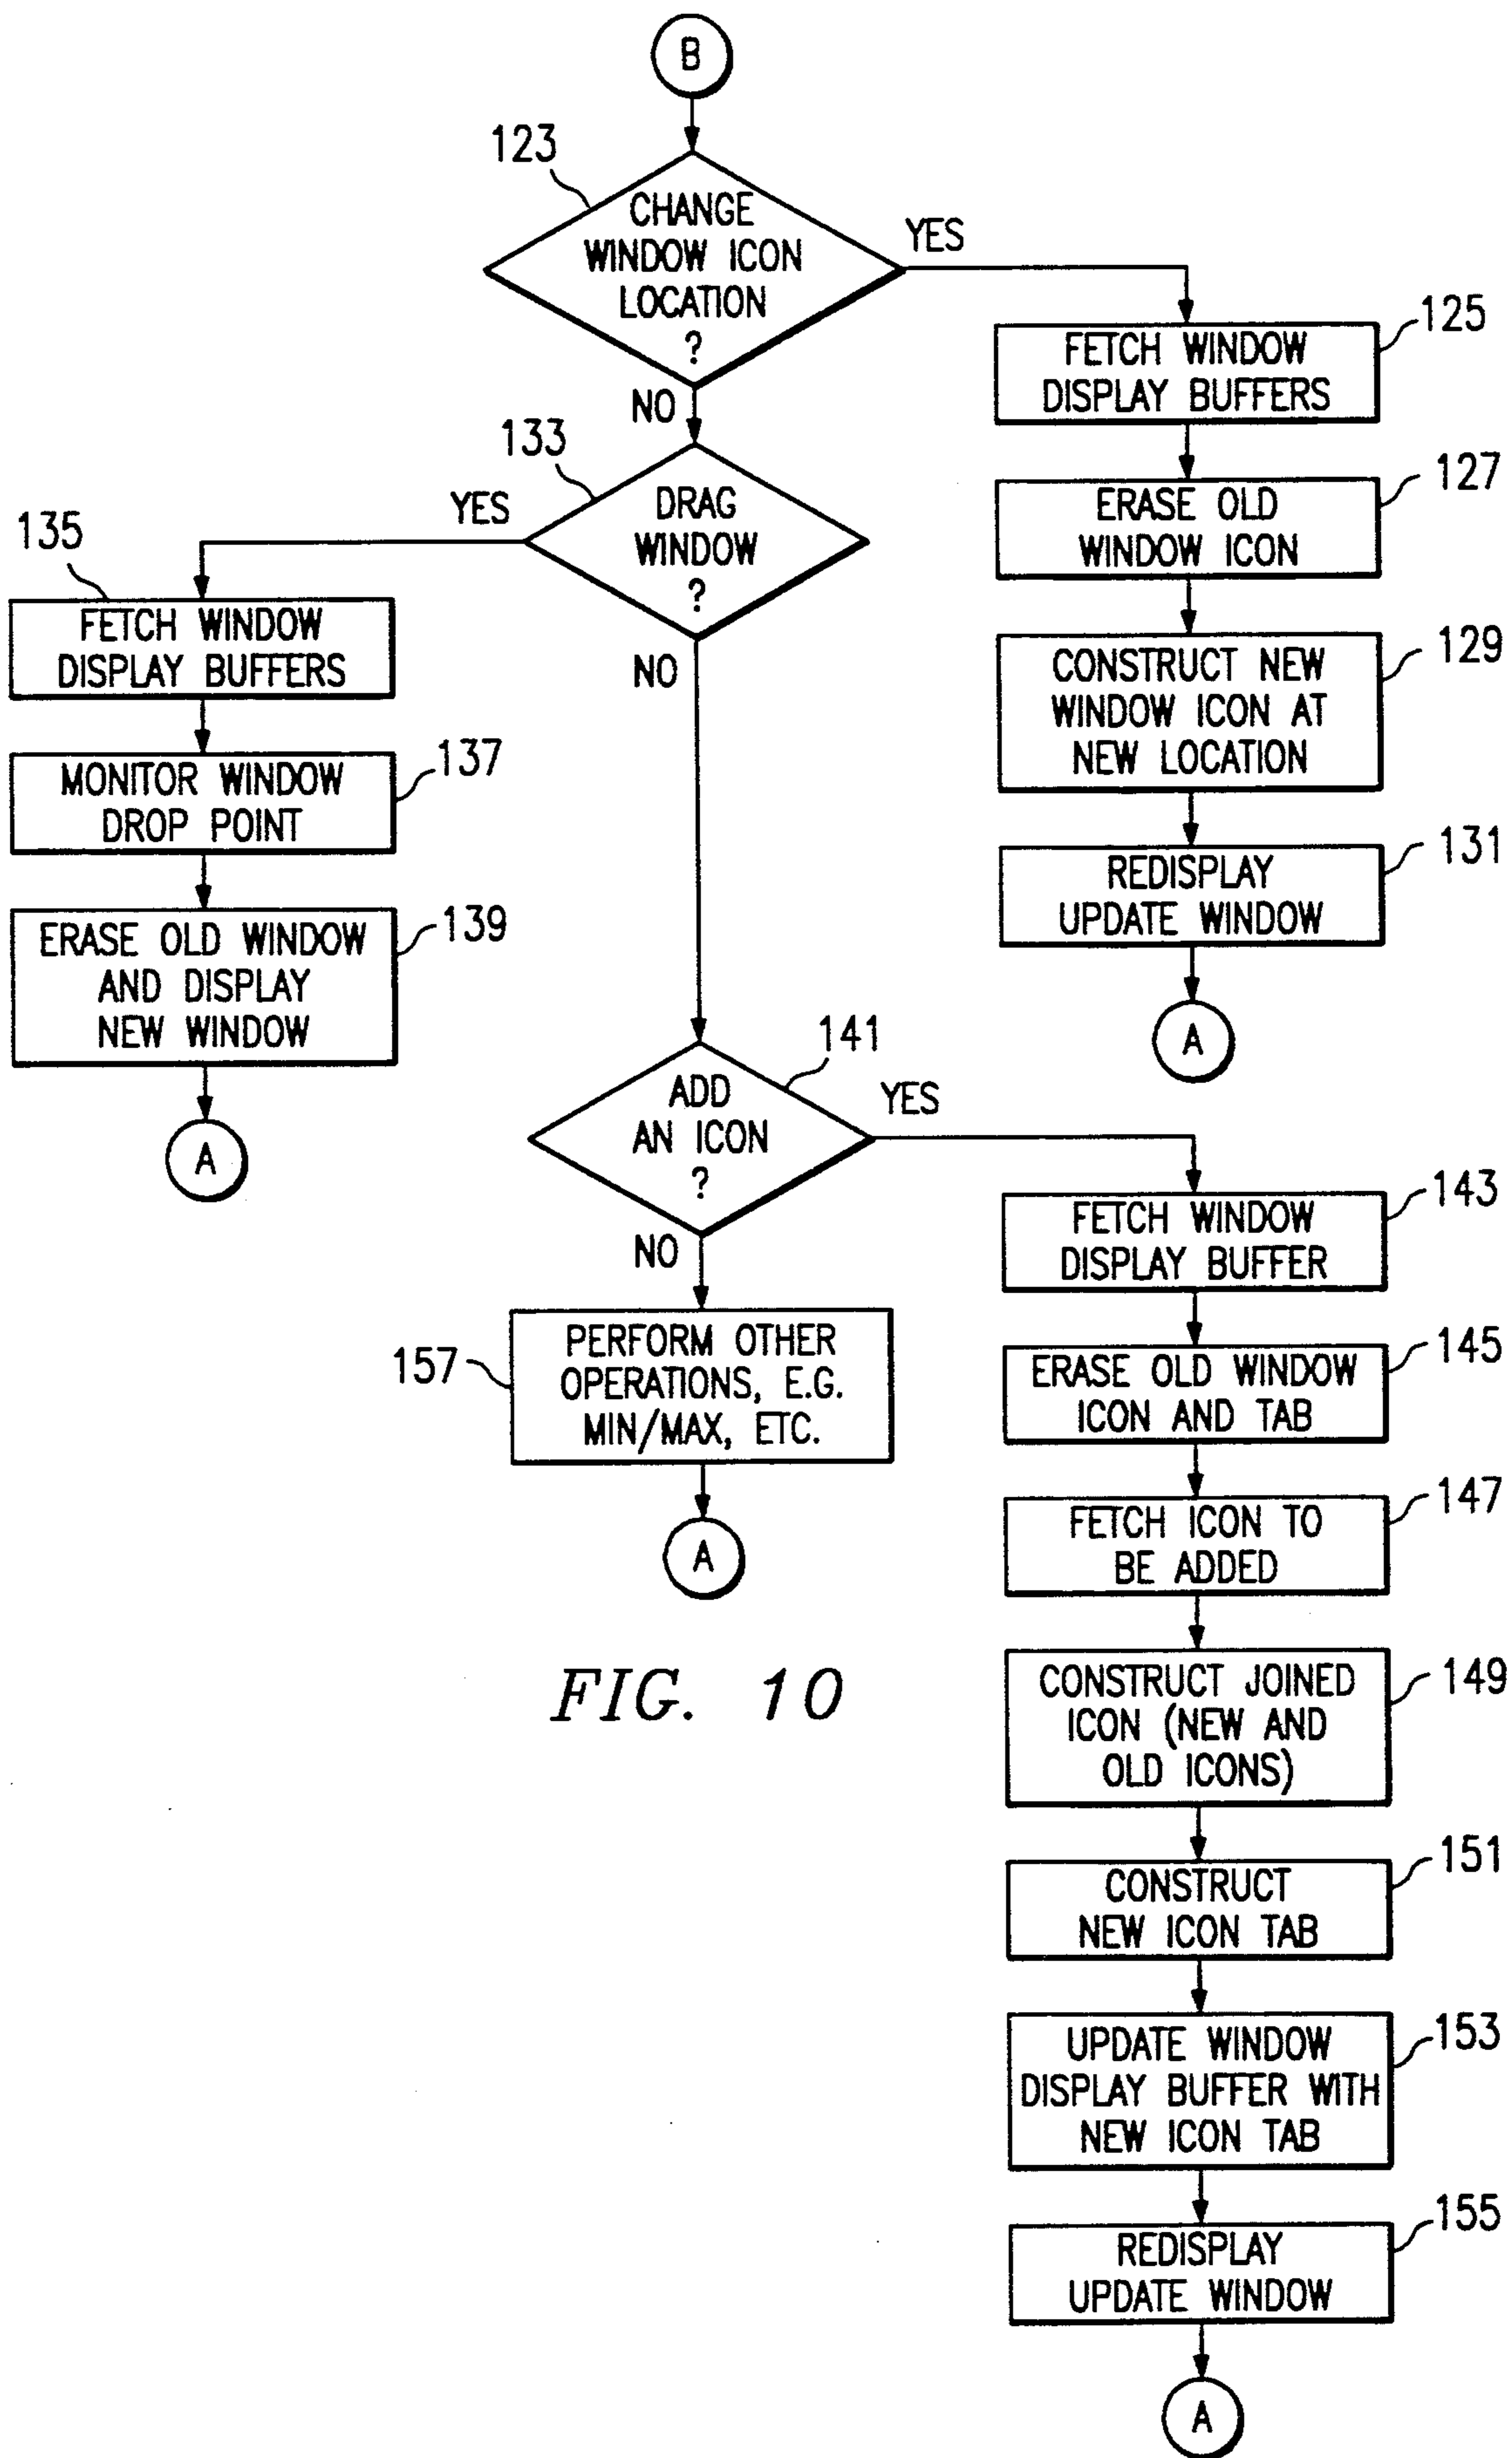 B
123
CHANGE
WINDOW ICON
LOCATION
?
YES
NO
125
FETCH WINDOW
DISPLAY BUFFERS
127
ERASE OLD
WINDOW ICON
129
CONSTRUCT NEW
WINDOW ICON AT
NEW LOCATION
131
REDISPLAY
UPDATE WINDOW
A
133
DRAG
WINDOW
?
YES
NO
135
FETCH WINDOW
DISPLAY BUFFERS
137
MONITOR WINDOW
DROP POINT
139
ERASE OLD WINDOW
AND DISPLAY
NEW WINDOW
A
141
ADD
AN ICON
?
YES
NO
143
FETCH WINDOW
DISPLAY BUFFER
145
ERASE OLD WINDOW
ICON AND TAB
147
FETCH ICON TO
BE ADDED
149
CONSTRUCT JOINED
ICON (NEW AND
OLD ICONS)
151
CONSTRUCT
NEW ICON TAB
153
UPDATE WINDOW
DISPLAY BUFFER WITH
NEW ICON TAB
155
REDISPLAY
UPDATE WINDOW
A
157
PERFORM OTHER
OPERATIONS, E.G.
MIN/MAX, ETC.
A
FIG. 10